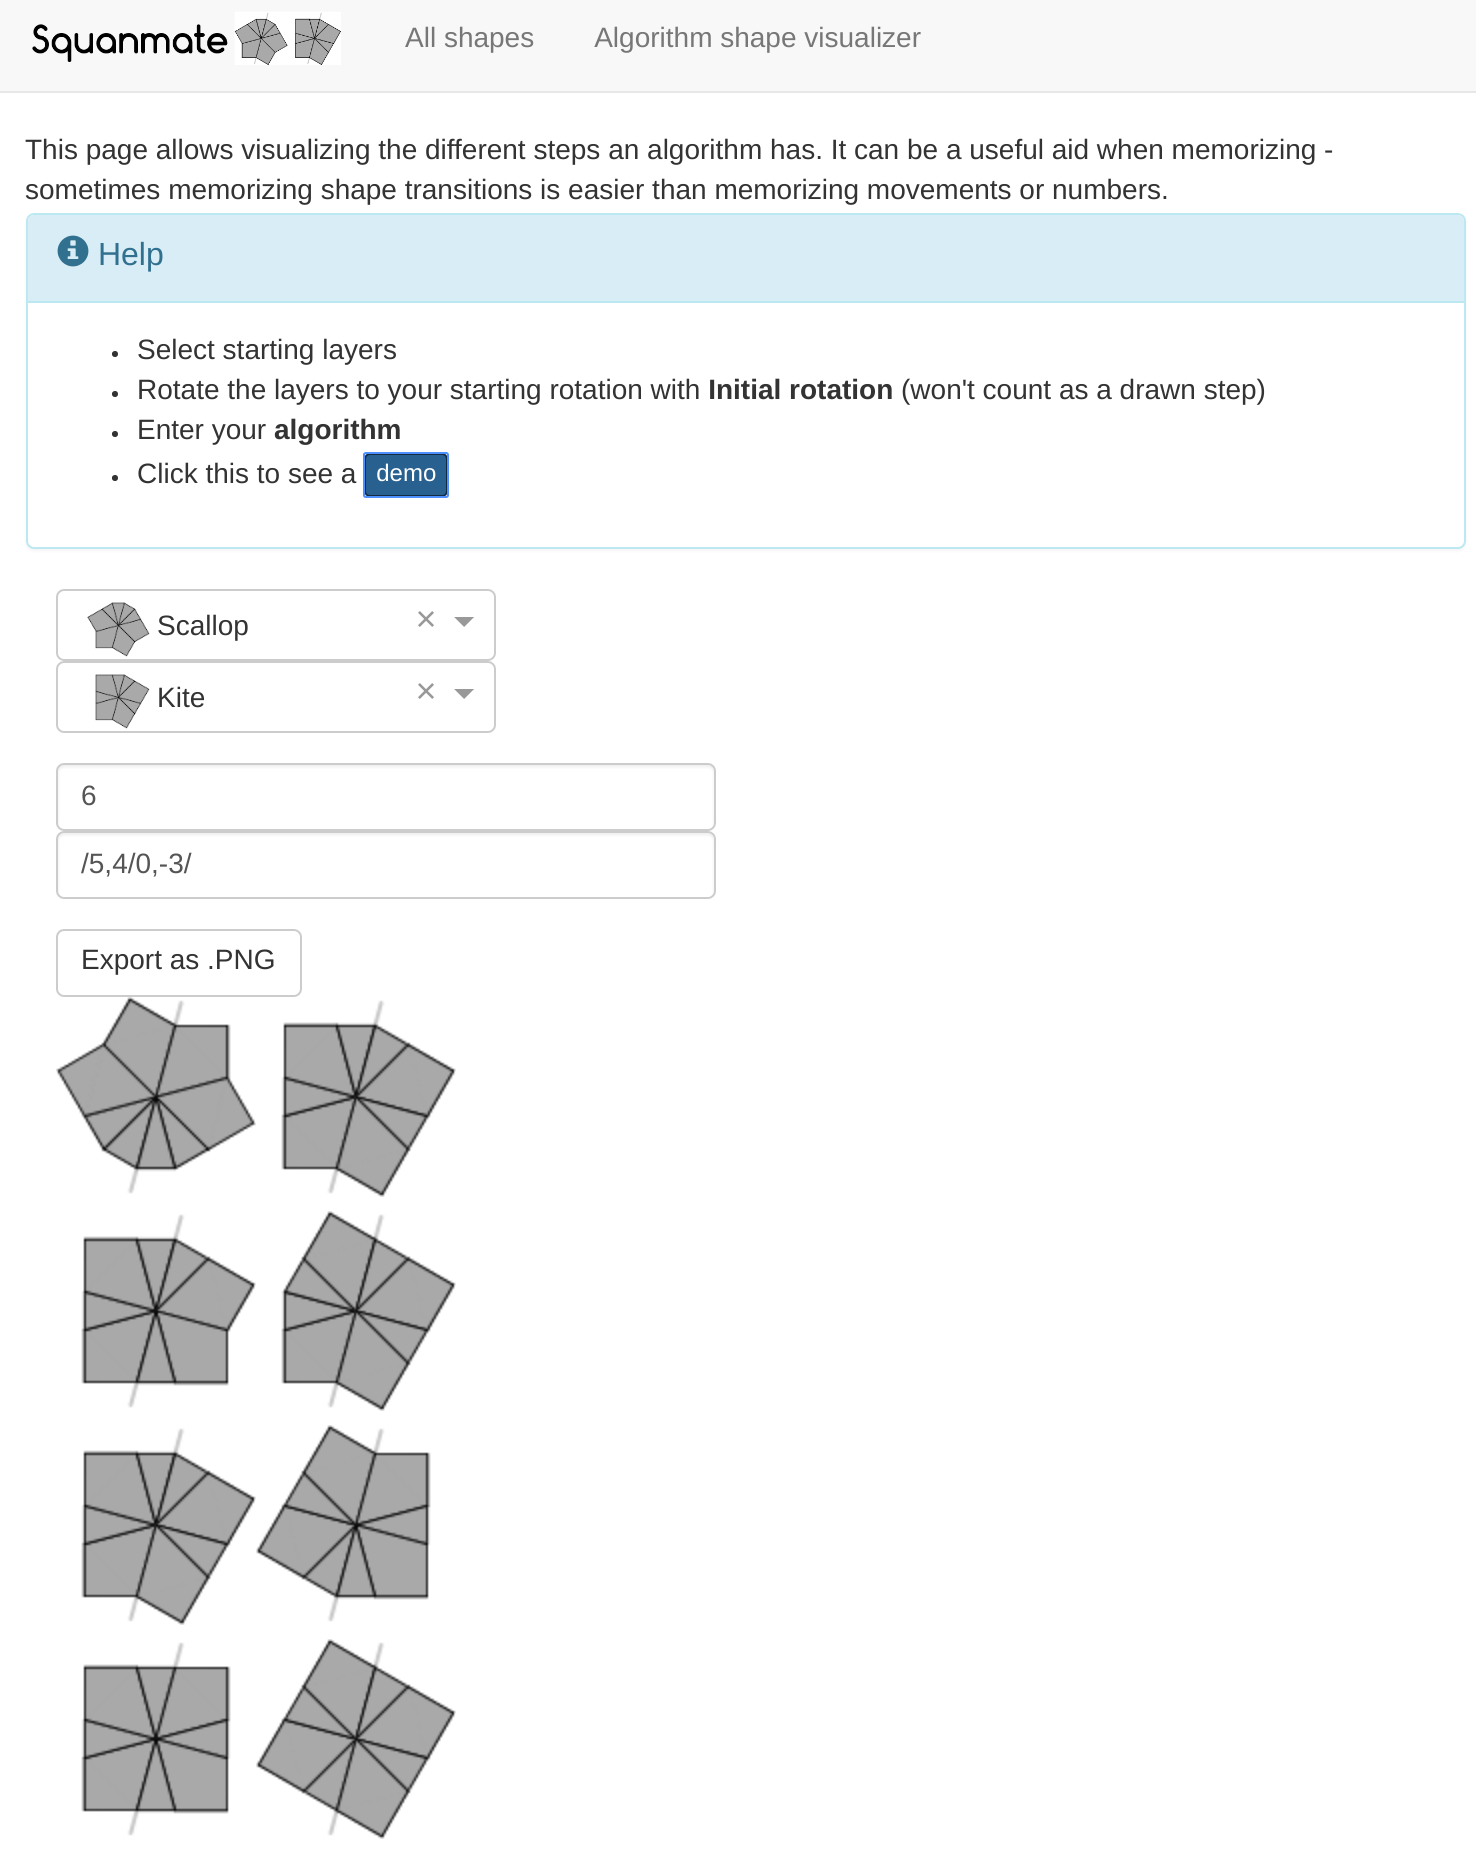 Squanmate All shapes Algorithm shape visualizer
This page allows visualizing the different steps an algorithm has. It can be a useful aid when memorizing -
sometimes memorizing shape transitions is easier than memorizing movements or numbers.
Help
• Select starting layers
• Rotate the layers to your starting rotation with Initial rotation (won't count as a drawn step)
• Enter your algorithm
• Click this to see a demo
Scallop ×
Kite ×
6
/5,4/0,-3/
Export as .PNG